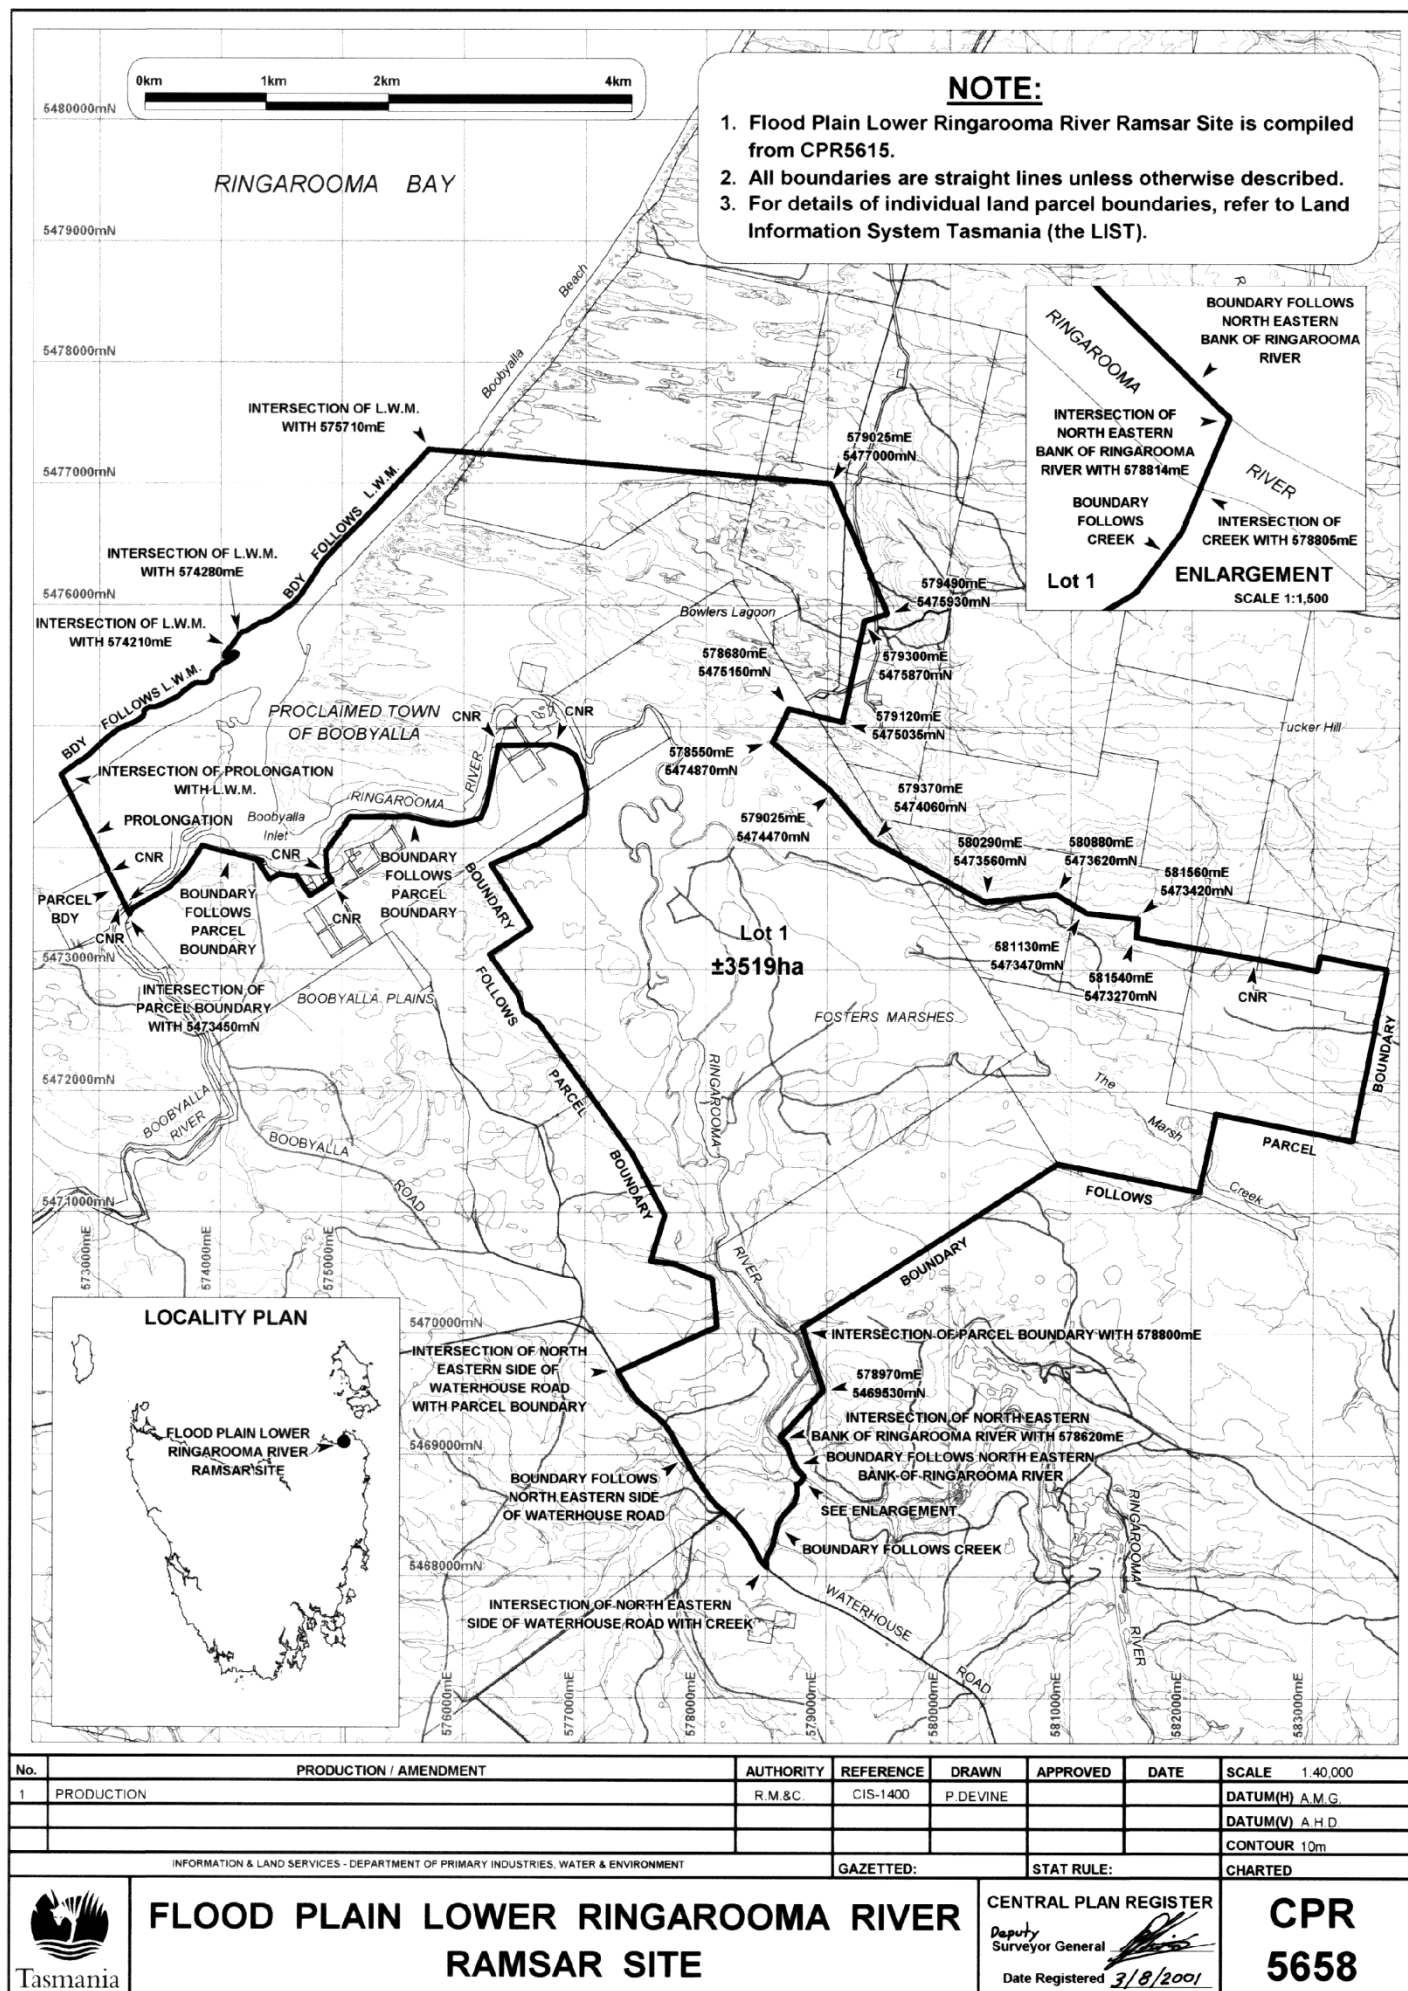 0km
1km
2km
4km
NOTE:
1. Flood Plain Lower Ringarooma River Ramsar Site is compiled
from CPR5615.
2. All boundaries are straight lines unless otherwise described.
3. For details of individual land parcel boundaries, refer to Land
Information System Tasmania (the LIST).
5480000mN
5479000mN
5478000mN
5477000mN
5476000mN
5473000mN
5472000mN
5471000mN
5470000mN
5469000mN
5468000mN
RINGAROOMA BAY
Boobyalla
Beach
RINGAROOMA
RIVER
BOUNDARY FOLLOWS
NORTH EASTERN
BANK OF RINGAROOMA
RIVER
INTERSECTION OF
NORTH EASTERN
BANK OF RINGAROOMA
RIVER WITH 578814mE
BOUNDARY
FOLLOWS
CREEK
INTERSECTION OF
CREEK WITH 578805mE
Lot 1
ENLARGEMENT
SCALE 1:1,500
INTERSECTION OF L.W.M.
WITH 575710mE
BDY FOLLOWS L.W.M.
INTERSECTION OF L.W.M.
WITH 574280mE
INTERSECTION OF L.W.M.
WITH 574210mE
BDY FOLLOWS L.W.M.
579025mE
5477000mN
579490mE
5475930mN
Bowlers Lagoon
578680mE
5475150mN
579300mE
5475870mN
579120mE
5475035mN
578550mE
5474870mN
579025mE
5474470mN
579370mE
5474060mN
580290mE
5473560mN
580880mE
5473620mN
581560mE
5473420mN
581130mE
5473470mN
581540mE
5473270mN
CNR
Tucker Hill
PROCLAIMED TOWN
OF BOOBYALLA
CNR
CNR
RIVER
RINGAROOMA
INTERSECTION OF PROLONGATION
WITH L.W.M.
PROLONGATION
Boobyalla
Inlet
CNR
CNR
PARCEL
BDY
CNR
BOUNDARY
FOLLOWS
PARCEL
BOUNDARY
CNR
BOUNDARY
FOLLOWS
PARCEL
BOUNDARY
INTERSECTION OF
PARCEL BOUNDARY
WITH 5473450mN
BOOBYALLA PLAINS
BOUNDARY
FOLLOWS
PARCEL
BOUNDARY
Lot 1
±3519ha
FOSTERS MARSHES
RINGAROOMA
RIVER
The
Marsh
Creek
BOUNDARY
PARCEL
FOLLOWS
BOUNDARY
BOOBYALLA
RIVER
BOOBYALLA
ROAD
573000mE
574000mE
575000mE
LOCALITY PLAN
FLOOD PLAIN LOWER
RINGAROOMA RIVER
RAMSAR SITE
INTERSECTION OF NORTH
EASTERN SIDE OF
WATERHOUSE ROAD
WITH PARCEL BOUNDARY
INTERSECTION OF PARCEL BOUNDARY WITH 578800mE
578970mE
5469530mN
INTERSECTION OF NORTH EASTERN
BANK OF RINGAROOMA RIVER WITH 578620mE
BOUNDARY FOLLOWS NORTH EASTERN
BANK OF RINGAROOMA RIVER
SEE ENLARGEMENT
BOUNDARY FOLLOWS CREEK
BOUNDARY FOLLOWS
NORTH EASTERN SIDE
OF WATERHOUSE ROAD
INTERSECTION OF NORTH EASTERN
SIDE OF WATERHOUSE ROAD WITH CREEK
WATERHOUSE
ROAD
RINGAROOMA
RIVER
576000mE
577000mE
578000mE
579000mE
580000mE
581000mE
582000mE
583000mE
No. PRODUCTION / AMENDMENT AUTHORITY REFERENCE DRAWN APPROVED DATE SCALE 1:40,000
1 PRODUCTION R.M.&C. CIS-1400 P.DEVINE DATUM(H) A.M.G.
DATUM(V) A.H.D.
CONTOUR 10m
INFORMATION & LAND SERVICES - DEPARTMENT OF PRIMARY INDUSTRIES, WATER & ENVIRONMENT GAZETTED: STAT RULE: CHARTED
Tasmania
FLOOD PLAIN LOWER RINGAROOMA RIVER
RAMSAR SITE
CENTRAL PLAN REGISTER
Deputy
Surveyor General
Date Registered 3/8/2001
CPR
5658